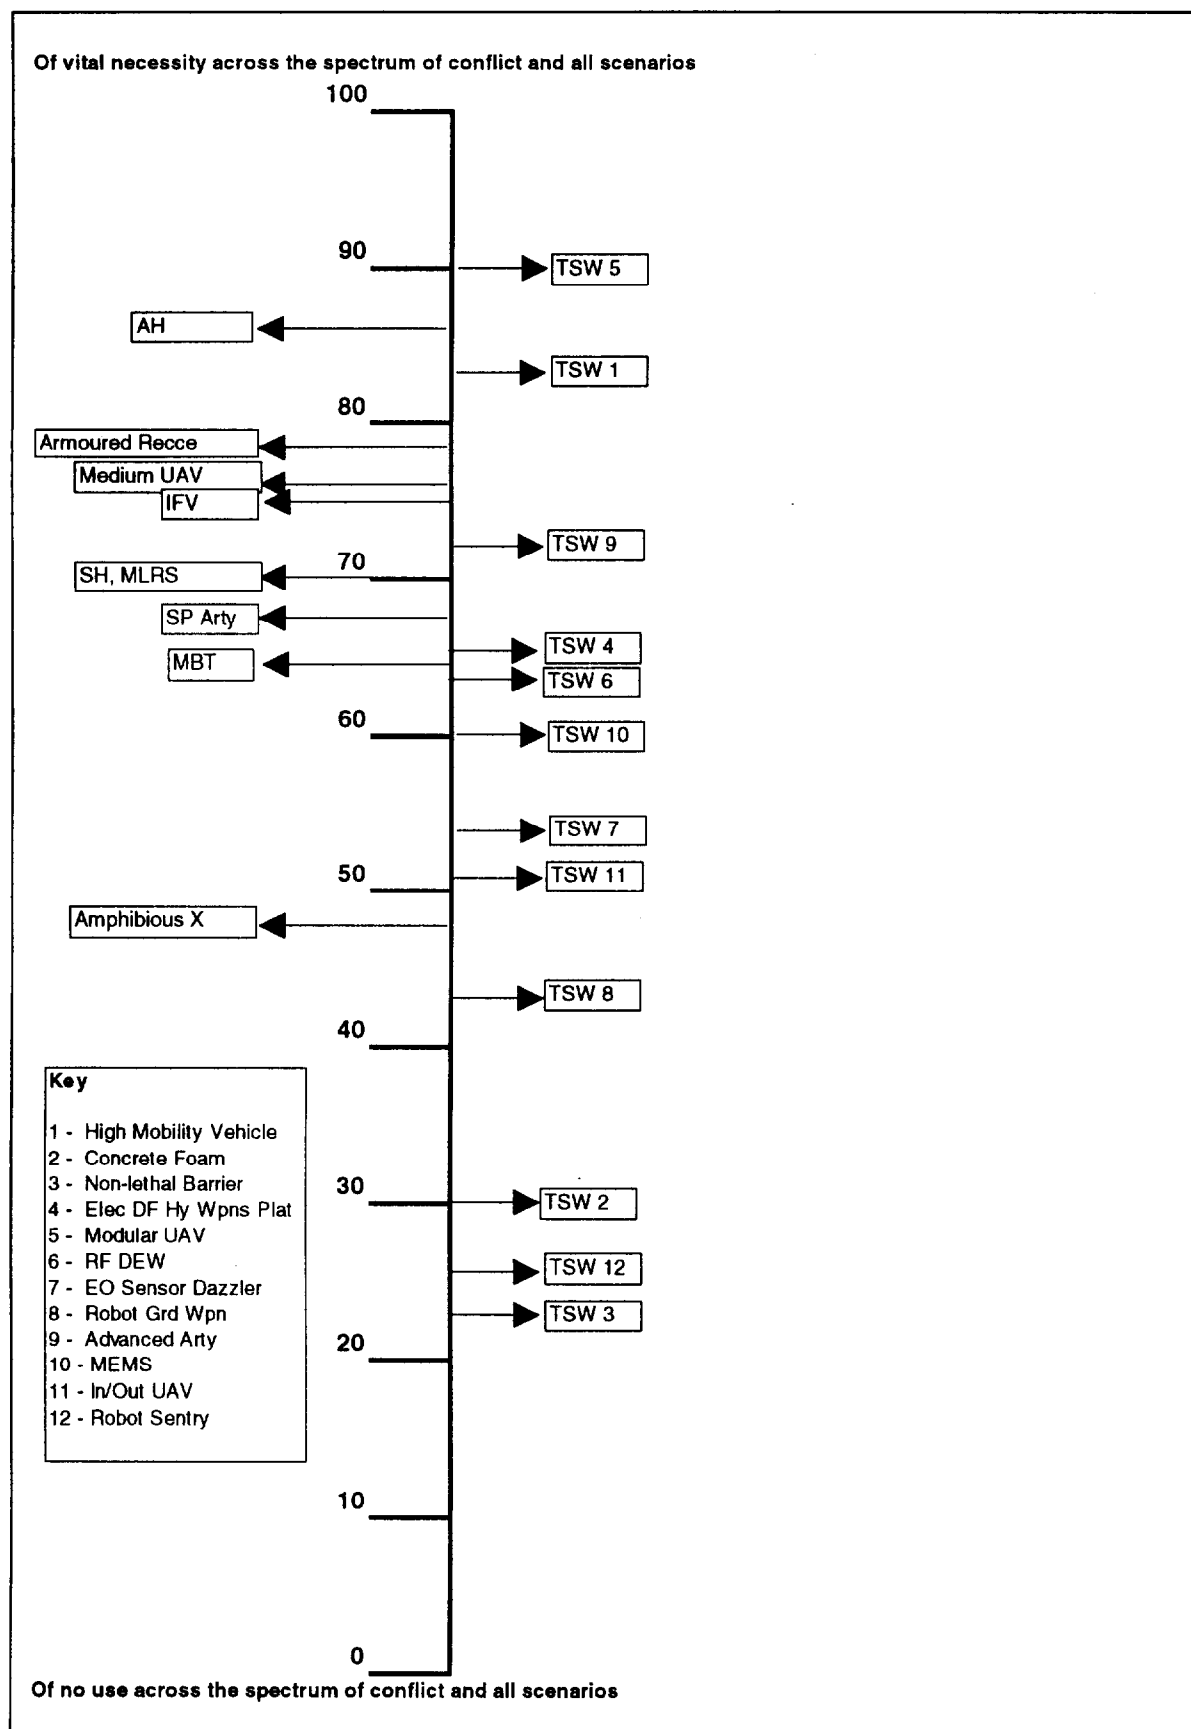 Of vital necessity across the spectrum of conflict and all scenarios
100
90
TSW 5
AH
TSW 1
80
Armoured Recce
Medium UAV
IFV
TSW 9
70
SH, MLRS
SP Arty
TSW 4
MBT
TSW 6
60
TSW 10
TSW 7
50
TSW 11
Amphibious X
TSW 8
40
Key
1 - High Mobility Vehicle
2 - Concrete Foam
3 - Non-lethal Barrier
4 - Elec DF Hy Wpns Plat
5 - Modular UAV
6 - RF DEW
7 - EO Sensor Dazzler
8 - Robot Grd Wpn
9 - Advanced Arty
10 - MEMS
11 - In/Out UAV
12 - Robot Sentry
30
TSW 2
TSW 12
TSW 3
20
10
0
Of no use across the spectrum of conflict and all scenarios